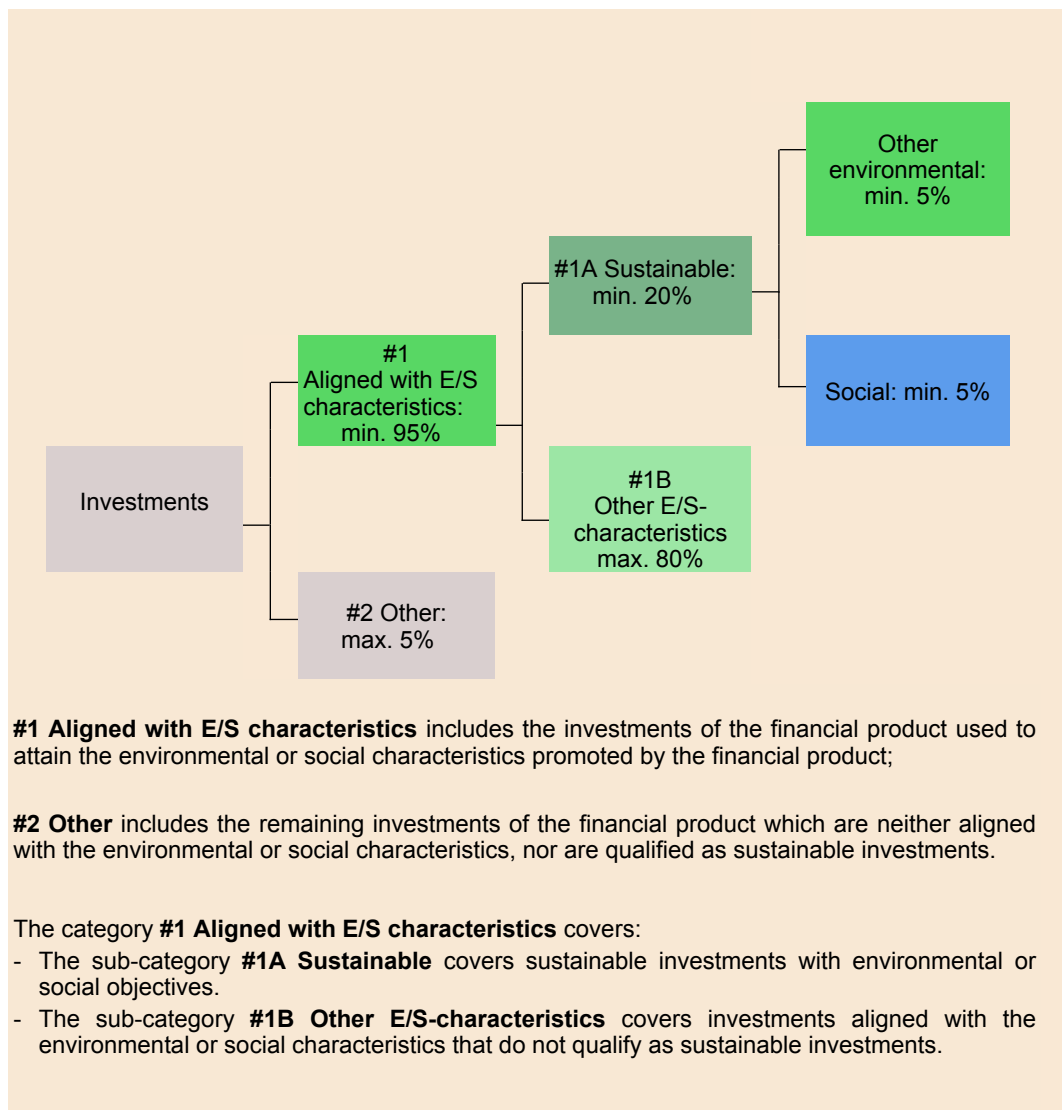 Other
environmental:
min. 5%
#1A Sustainable:
min. 20%
#1
Aligned with E/S
characteristics:
min. 95%
Social: min. 5%
Investments
#1B
Other E/S-
characteristics
max. 80%
#2 Other:
max. 5%
#1 Aligned with E/S characteristics includes the investments of the financial product used to
attain the environmental or social characteristics promoted by the financial product;
#2 Other includes the remaining investments of the financial product which are neither aligned
with the environmental or social characteristics, nor are qualified as sustainable investments.
The category #1 Aligned with E/S characteristics covers:
- The sub-category #1A Sustainable covers sustainable investments with environmental or
social objectives.
- The sub-category #1B Other E/S-characteristics covers investments aligned with the
environmental or social characteristics that do not qualify as sustainable investments.